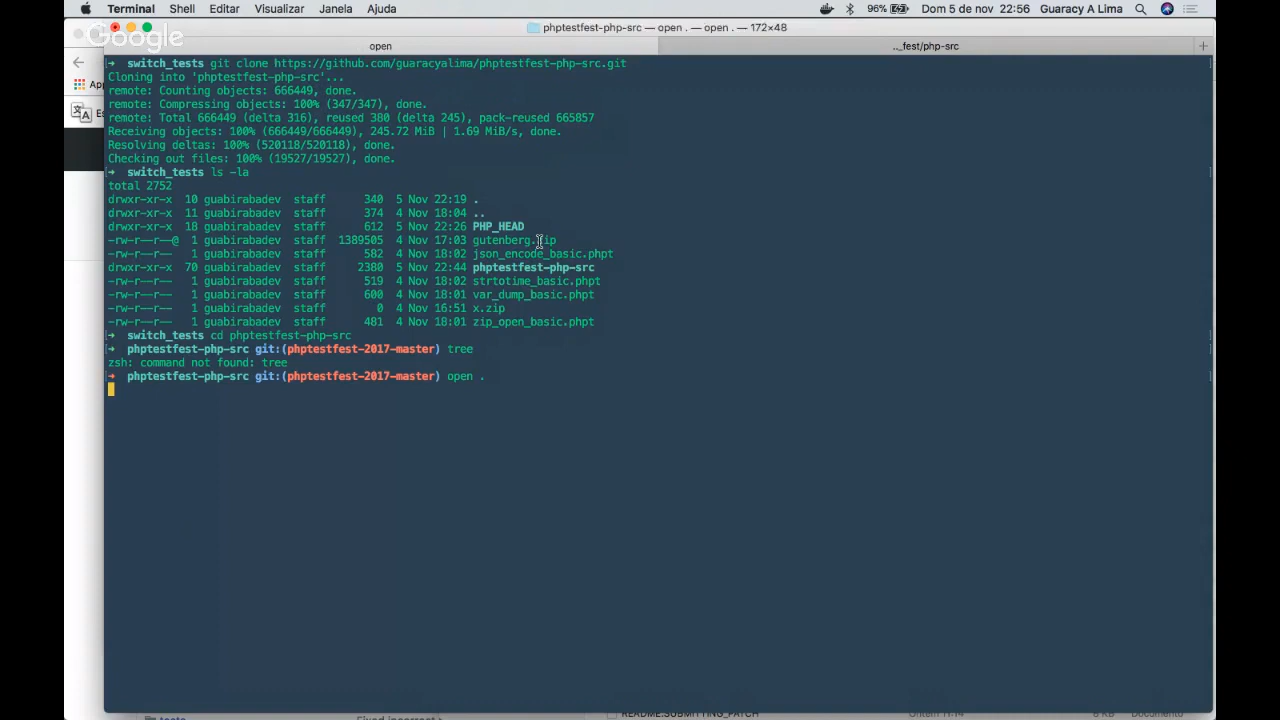 Terminal Shell Editar Visualizar Janela Ajuda 96% Dom 5 de nov 22:56 Guaracy A Lima
Google
phptestfest-php-src — open . — open . — 172×48
open
.._fest/php-src
➜ switch_tests git clone https://github.com/guaracyalima/phptestfest-php-src.git
Cloning into 'phptestfest-php-src'...
remote: Counting objects: 666449, done.
remote: Compressing objects: 100% (347/347), done.
remote: Total 666449 (delta 316), reused 380 (delta 245), pack-reused 665857
Receiving objects: 100% (666449/666449), 245.72 MiB | 1.69 MiB/s, done.
Resolving deltas: 100% (520118/520118), done.
Checking out files: 100% (19527/19527), done.
➜ switch_tests ls -la
total 2752
drwxr-xr-x 10 guabirabadev staff 340 5 Nov 22:19 .
drwxr-xr-x 11 guabirabadev staff 374 4 Nov 18:04 ..
drwxr-xr-x 18 guabirabadev staff 612 5 Nov 22:26 PHP_HEAD
-rw-r--r--@ 1 guabirabadev staff 1389505 4 Nov 17:03 gutenberg.zip
-rw-r--r-- 1 guabirabadev staff 582 4 Nov 18:02 json_encode_basic.phpt
drwxr-xr-x 70 guabirabadev staff 2380 5 Nov 22:44 phptestfest-php-src
-rw-r--r-- 1 guabirabadev staff 519 4 Nov 18:02 strtotime_basic.phpt
-rw-r--r-- 1 guabirabadev staff 600 4 Nov 18:01 var_dump_basic.phpt
-rw-r--r-- 1 guabirabadev staff 0 4 Nov 16:51 x.zip
-rw-r--r-- 1 guabirabadev staff 481 4 Nov 18:01 zip_open_basic.phpt
➜ switch_tests cd phptestfest-php-src
➜ phptestfest-php-src git:(phptestfest-2017-master) tree
zsh: command not found: tree
➜ phptestfest-php-src git:(phptestfest-2017-master) open .